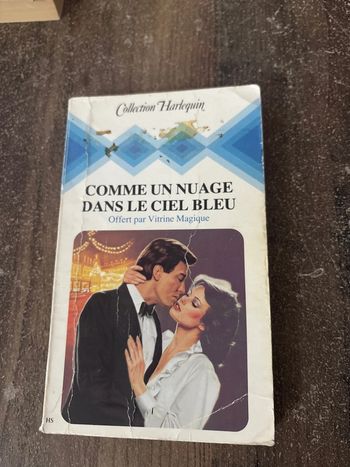 Collection Harlequin
COMME UN NUAGE
DANS LE CIEL BLEU
Offert par Vitrine Magique
HS